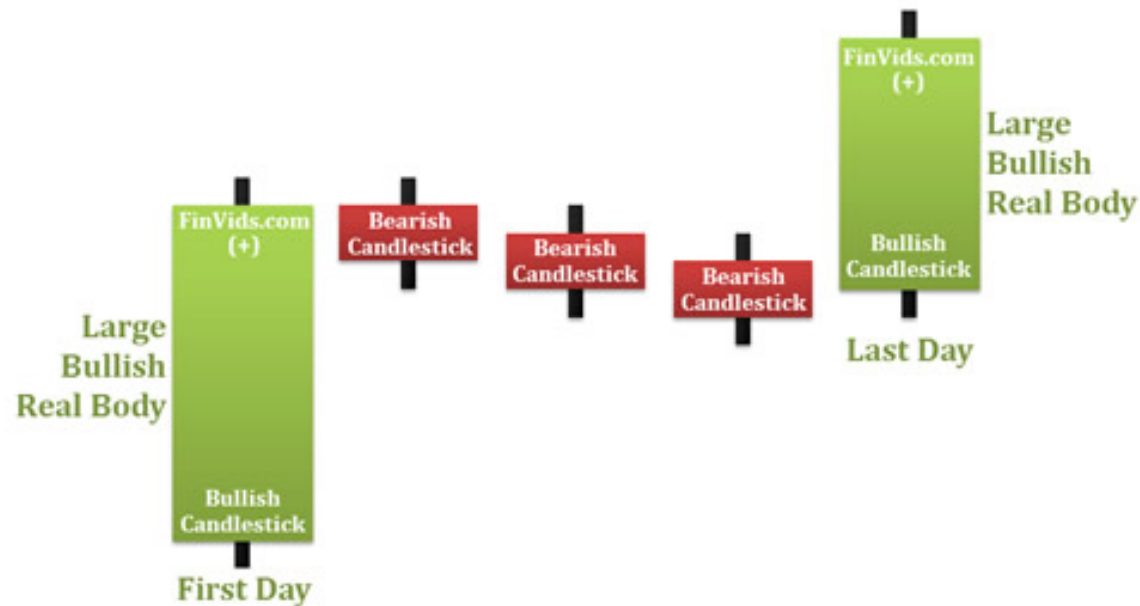 FinVids.com
(+)
Large
Bullish
Real Body
Bullish
Candlestick
First Day
Bearish
Candlestick
Bearish
Candlestick
Bearish
Candlestick
FinVids.com
(+)
Bullish
Candlestick
Last Day
Large
Bullish
Real Body